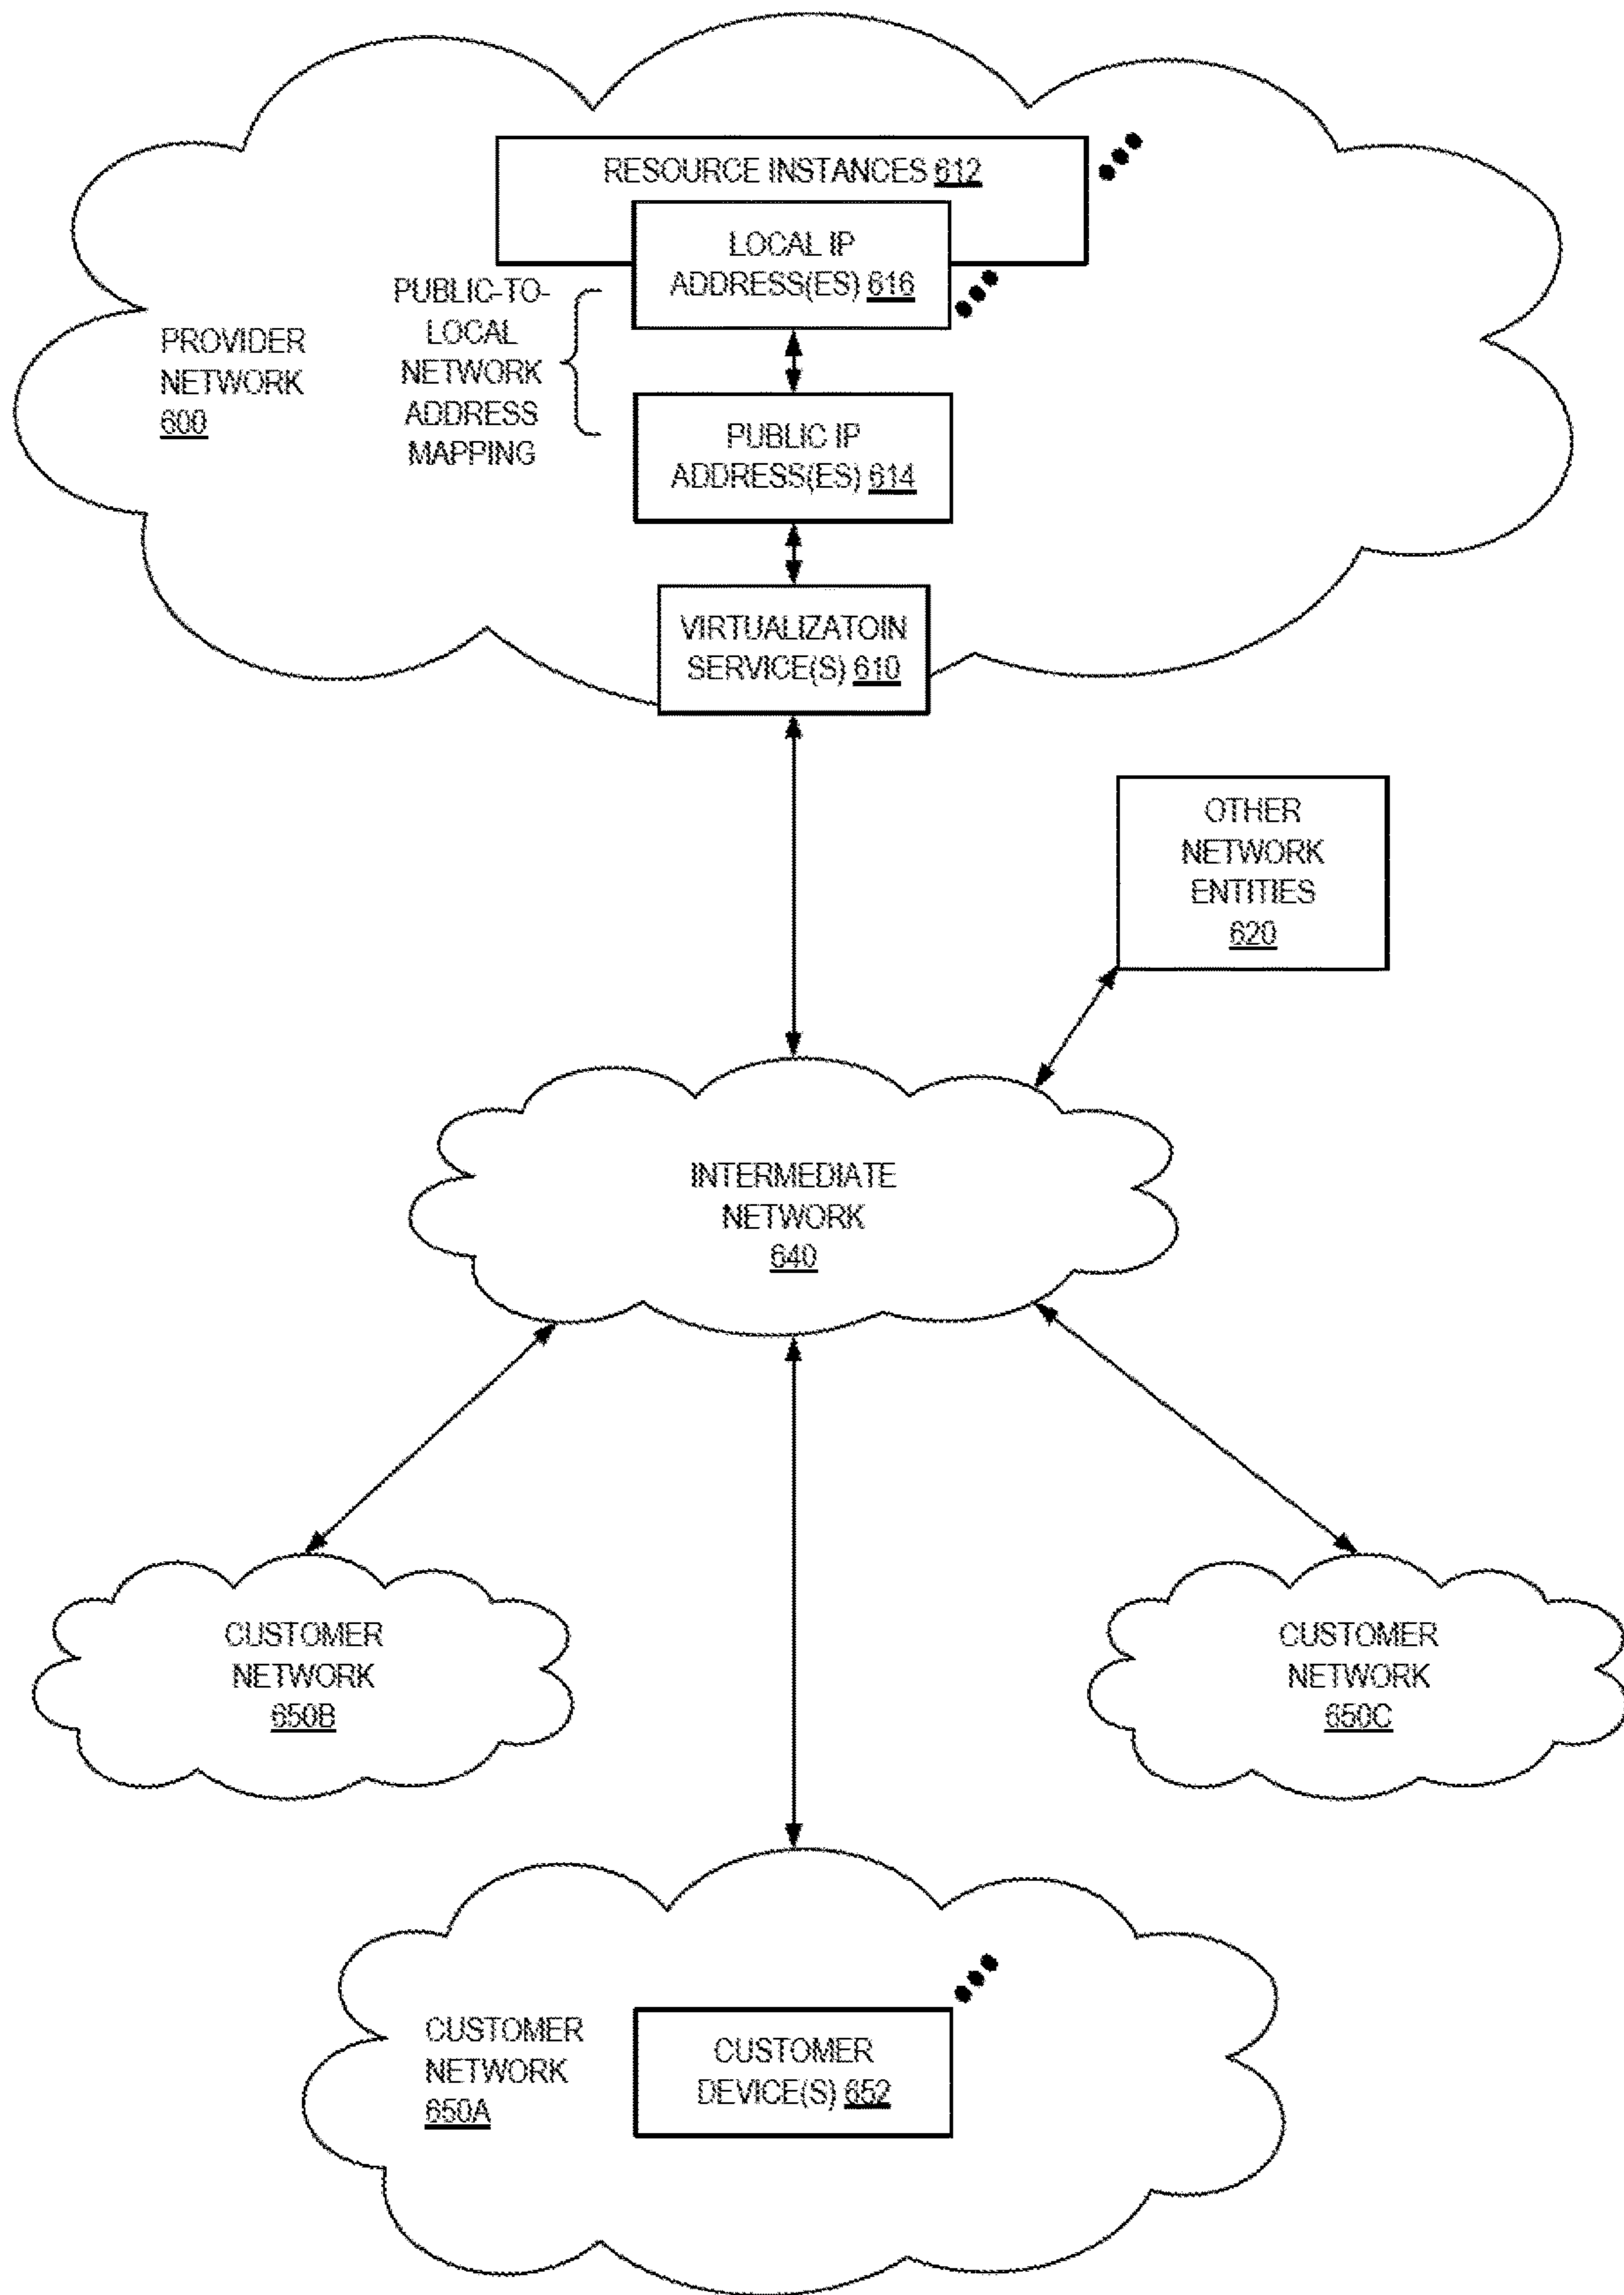 RESOURCE INSTANCES 612
LOCAL IP
ADDRESS(ES) 616
PUBLIC-TO-
LOCAL
NETWORK
ADDRESS
MAPPING
PROVIDER
NETWORK
600
PUBLIC IP
ADDRESS(ES) 614
VIRTUALIZATOIN
SERVICE(S) 610
OTHER
NETWORK
ENTITIES
620
INTERMEDIATE
NETWORK
640
CUSTOMER
NETWORK
650B
CUSTOMER
NETWORK
650C
CUSTOMER
NETWORK
650A
CUSTOMER
DEVICE(S) 652